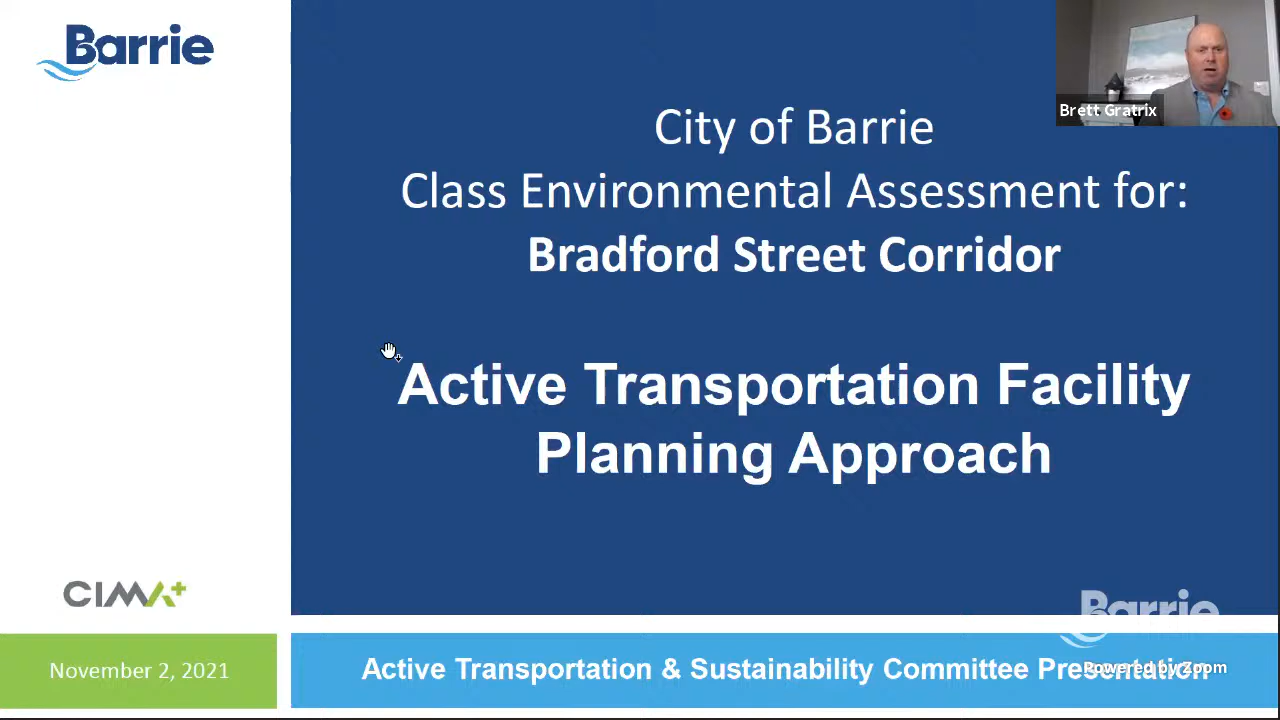 Barrie
Brett Gratrix
City of Barrie
Class Environmental Assessment for:
Bradford Street Corridor
Active Transportation Facility
Planning Approach
CIMA+
Barrie
November 2, 2021
Active Transportation & Sustainability Committee Presentation
Powered by Zoom